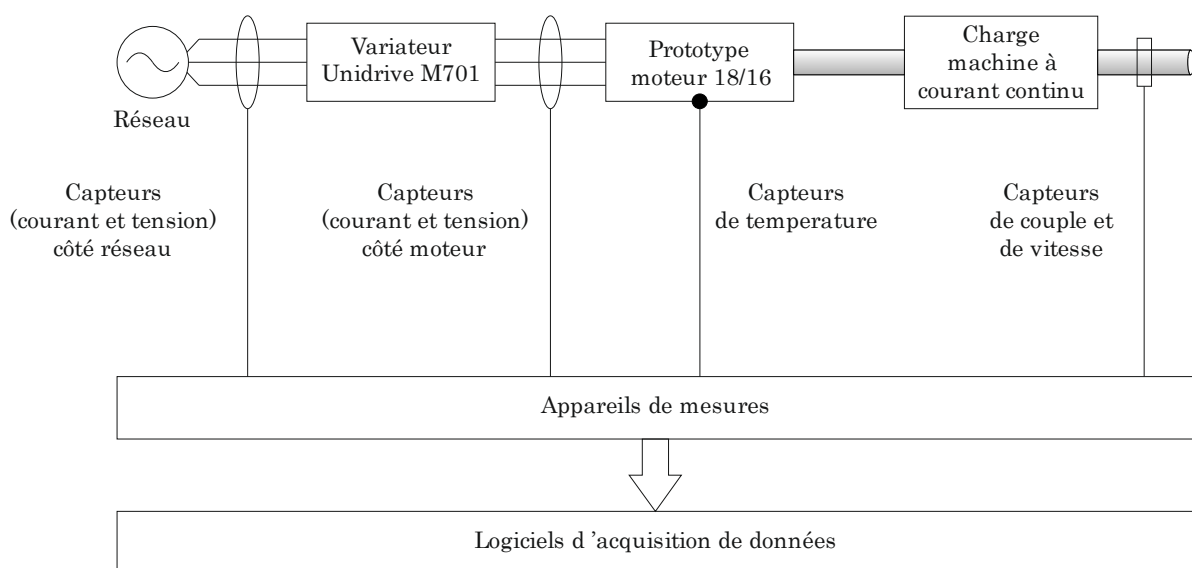 Réseau
Variateur
Unidrive M701
Prototype
moteur 18/16
Charge
machine à
courant continu
Capteurs
(courant et tension)
côté réseau
Capteurs
(courant et tension)
côté moteur
Capteurs
de temperature
Capteurs
de couple et
de vitesse
Appareils de mesures
Logiciels d ’acquisition de données